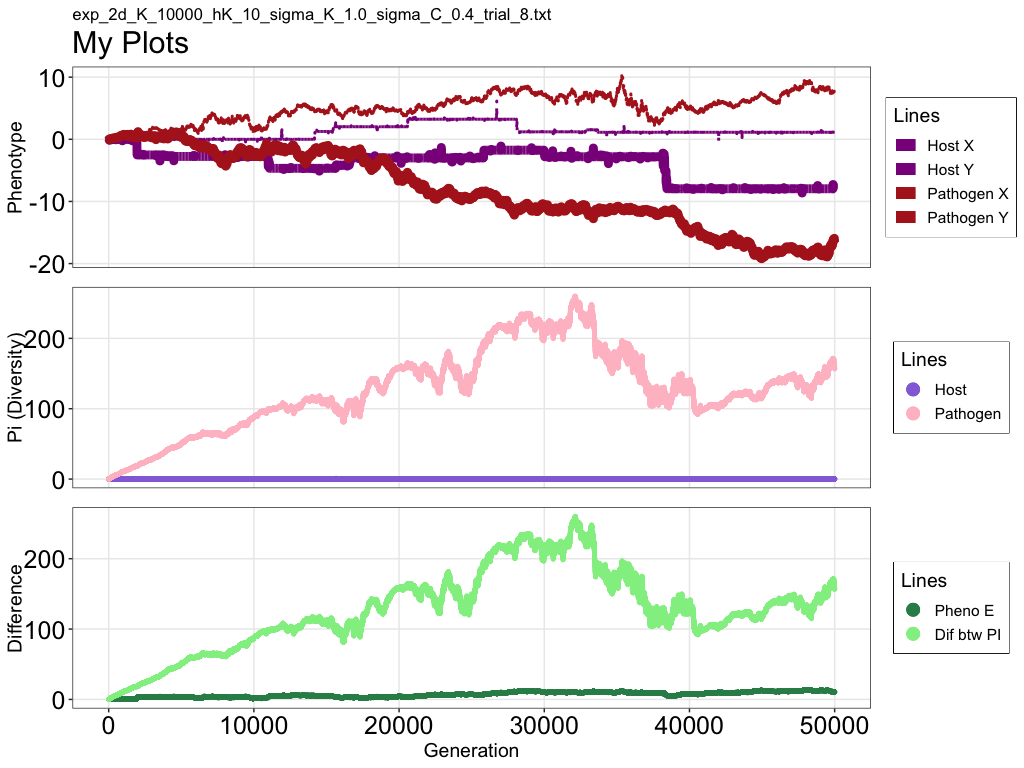 exp_2d_K_10000_hK_10_sigma_K_1.0_sigma_C_0.4_trial_8.txt
My Plots
Phenotype
10
0
-10
-20
Lines
Host X
Host Y
Pathogen X
Pathogen Y
Pi (Diversity)
200
100
0
Lines
Host
Pathogen
Difference
200
100
0
Lines
Pheno E
Dif btw PI
0 10000 20000 30000 40000 50000
Generation